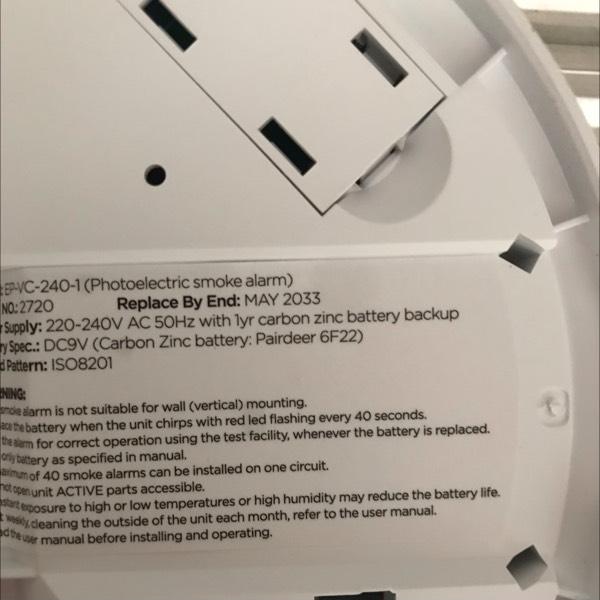 : EP-VC-240-1 (Photoelectric smoke alarm)
NO.: 2720 Replace By End: MAY 2033
Supply: 220-240V AC 50Hz with 1yr carbon zinc battery backup
ry Spec.: DC9V (Carbon Zinc battery: Pairdeer 6F22)
d Pattern: ISO8201
NING:
smoke alarm is not suitable for wall (vertical) mounting.
ace the battery when the unit chirps with red led flashing every 40 seconds.
the alarm for correct operation using the test facility, whenever the battery is replaced.
only battery as specified in manual.
aximum of 40 smoke alarms can be installed on one circuit.
not open unit ACTIVE parts accessible.
stant exposure to high or low temperatures or high humidity may reduce the battery life.
t weekly, cleaning the outside of the unit each month, refer to the user manual.
ad the user manual before installing and operating.